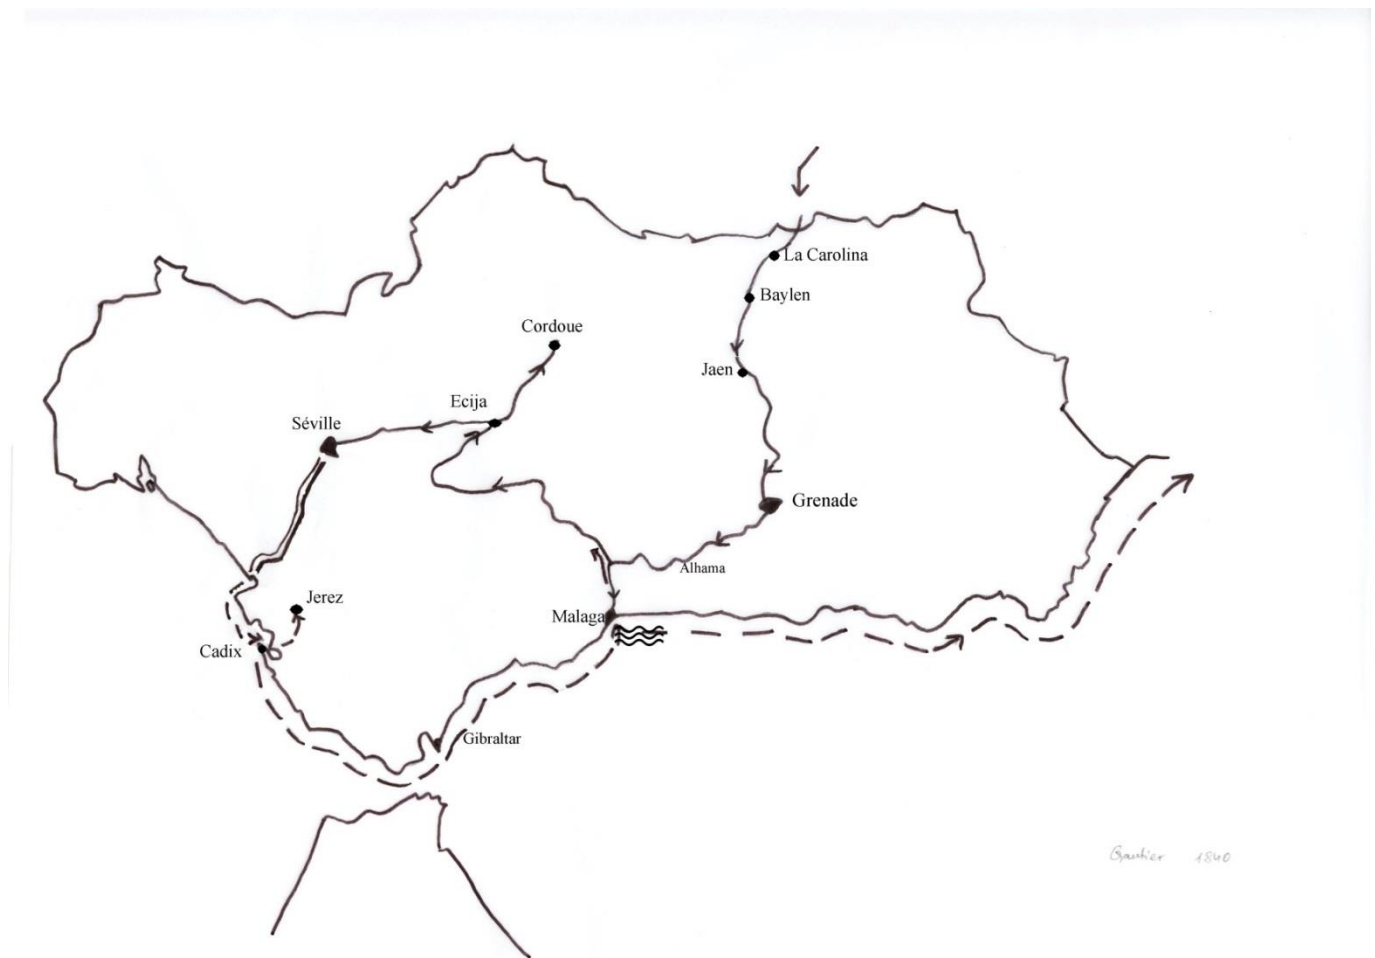 La Carolina
Baylen
Cordoue
Jaen
Ecija
Séville
Grenade
Alhama
Jerez
Malaga
Cadix
Gibraltar
Gautier 1840